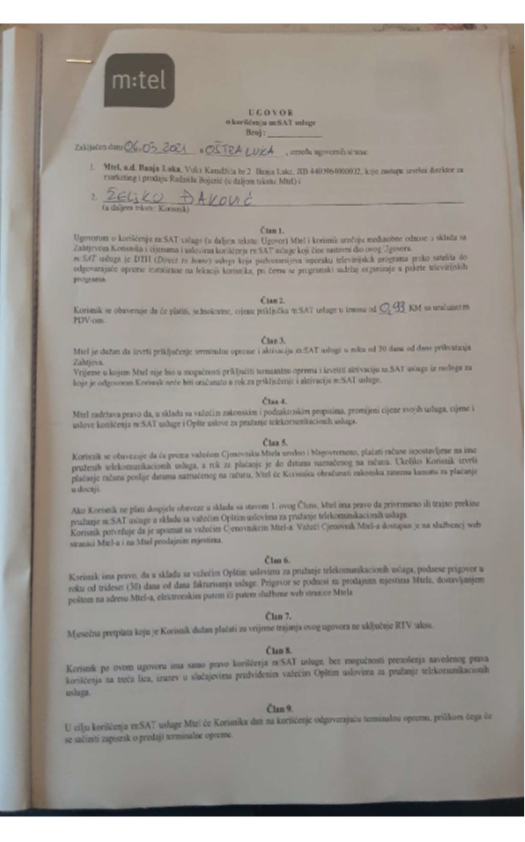 m:tel
UGOVOR
o korišćenju m:SAT usluge
Broj:
Zaključen dana 06.03.2021 u OŠTRA LUKA, između ugovornih strana:
1. Mtel, a.d. Banja Luka, Vuka Karadžića br.2 Banja Luka, JIB koje zastupa izvršni direktor za
marketing i prodaju (u daljem tekstu Mtel) i
2. ŽELJKO ĐAKOVIĆ
(u daljem tekstu: Korisnik)
Član 1.
Ugovorom o korišćenju m:SAT usluge (u daljem tekstu: Ugovor) Mtel i korisnik uređuju međusobne odnose u skladu sa
Zahtjevom Korisnika i cijenama i uslovima korišćenja m:SAT usluge koji čine sastavni dio ovog Ugovora.
m:SAT usluga je DTH (Direct to home) usluga koja podrazumijeva isporuku televizijskih programa preko satelita do
odgovarajuće opreme instalirane na lokaciji korisnika, pri čemu se programski sadržaj organizuje u pakete televizijskih
programa.
Član 2.
Korisnik se obavezuje da će platiti, jednokratno, cijenu priključka m:SAT usluge u iznosu od 0,93 KM sa uračunatim
PDV-om.
Član 3.
Mtel je dužan da izvrši priključenje terminalne opreme i aktivaciju m:SAT usluge u roku od 30 dana od dana prihvatanja
Zahtjeva.
Vrijeme u kojem Mtel nije bio u mogućnosti priključiti terminalnu opremu i izvršiti aktivaciju m:SAT usluge iz razloga za
koje je odgovoran Korisnik neće biti uračunato u rok za priključenje i aktivaciju m:SAT usluge.
Član 4.
Mtel zadržava pravo da, u skladu sa važećim zakonskim i podzakonskim propisima, promijeni cijene svojih usluga, cijene i
uslove korišćenja m:SAT usluge i Opšte uslove za pružanje telekomunikacionih usluga.
Član 5.
Korisnik se obavezuje da će prema važećem Cjenovniku Mtela uredno i blagovremeno, plaćati račune ispostavljene na ime
pruženih telekomunikacionih usluga, a rok za plaćanje je do datuma naznačenog na računu. Ukoliko Korisnik izvrši
plaćanje računa poslije datuma naznačenog na računu, Mtel će Korisniku obračunati zakonsku zateznu kamatu za plaćanje
u docnji.
Ako Korisnik ne plati dospjele obaveze u skladu sa stavom 1. ovog Člana, Mtel ima pravo da privremeno ili trajno prekine
pružanje m:SAT usluge u skladu sa važećim Opštim uslovima za pružanje telekomunikacionih usluga.
Korisnik potvrđuje da je upoznat sa važećim Cjenovnikom Mtel-a. Važeći Cjenovnik Mtel-a dostupan je na službenoj web
stranici Mtel-a i na Mtel prodajnim mjestima.
Član 6.
Korisnik ima pravo, da u skladu sa važećim Opštim uslovima za pružanje telekomunikacionih usluga, podnese prigovor u
roku od trideset (30) dana od dana fakturisanja usluge. Prigovor se podnosi na prodajnim mjestima Mtela, dostavljanjem
poštom na adresu Mtel-a, elektronskim putem ili putem službene web stranice Mtela
Član 7.
Mjesečna pretplata koju je Korisnik dužan plaćati za vrijeme trajanja ovog ugovora ne uključuje RTV taksu.
Član 8.
Korisnik po ovom ugovoru ima samo pravo korišćenja m:SAT usluge, bez mogućnosti prenošenja navedenog prava
korišćenja na treća lica, izuzev u slučajevima predviđenim važećim Opštim uslovima za pružanje telekomunikacionih
usluga.
Član 9.
U cilju korišćenja m:SAT usluge Mtel će Korisniku dati na korišćenje odgovarajuću terminalnu opremu, prilikom čega će
se sačiniti zapisnik o predaji terminalne opreme.